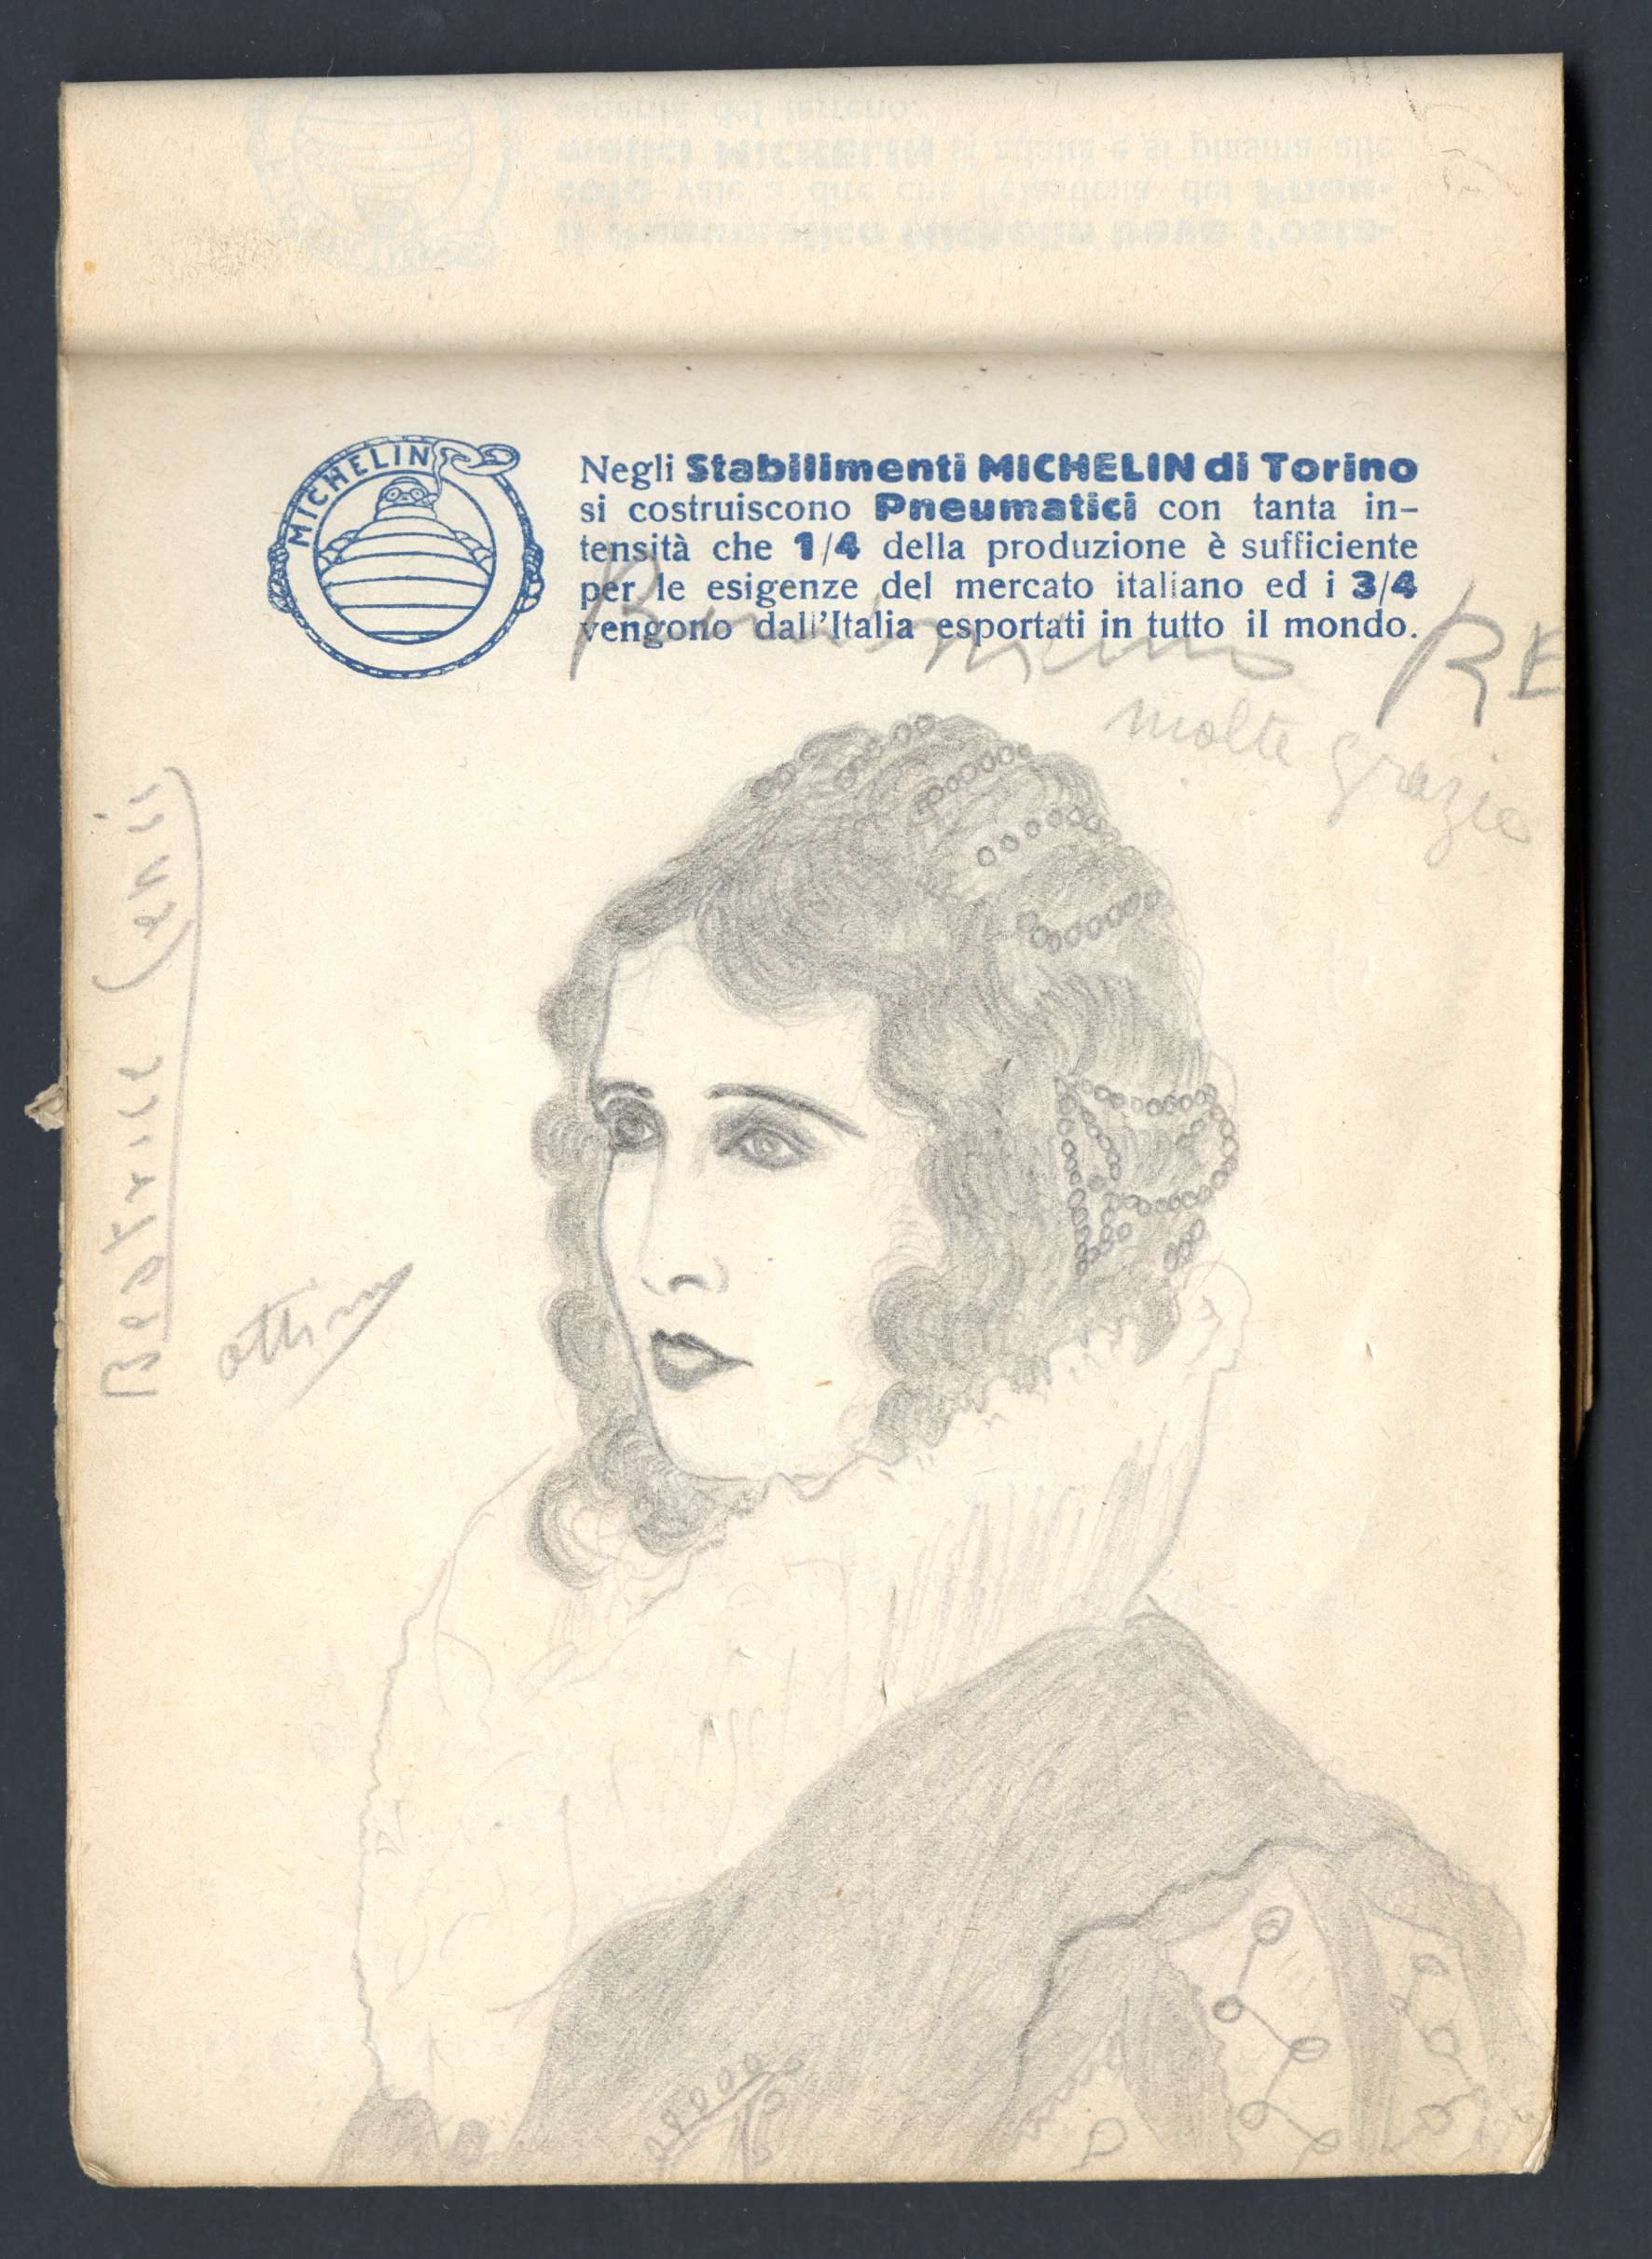 MICHELIN
Negli Stabilimenti MICHELIN di Torino
si costruiscono Pneumatici con tanta in-
tensità che 1/4 della produzione è sufficiente
per le esigenze del mercato italiano ed i 3/4
vengono dall'Italia esportati in tutto il mondo.
RE
molte grazie
Beatrice Cenci